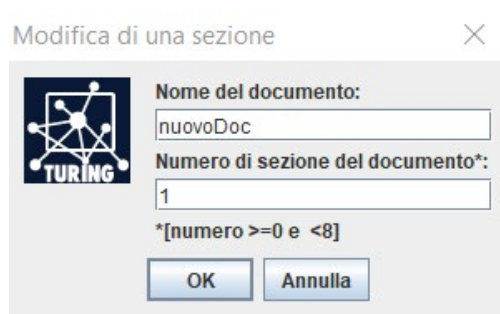 Modifica di una sezione
TURING
Nome del documento:
nuovoDoc
Numero di sezione del documento*:
1
*[numero >=0 e <8]
OK Annulla